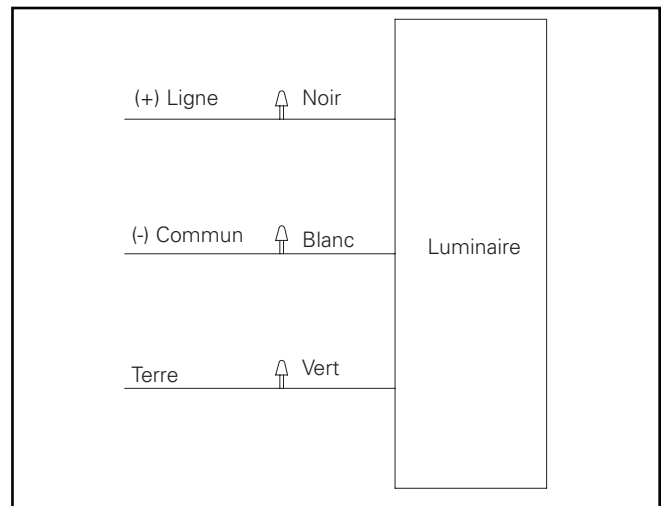 (+) Ligne Noir
(-) Commun Blanc
Luminaire
Terre Vert